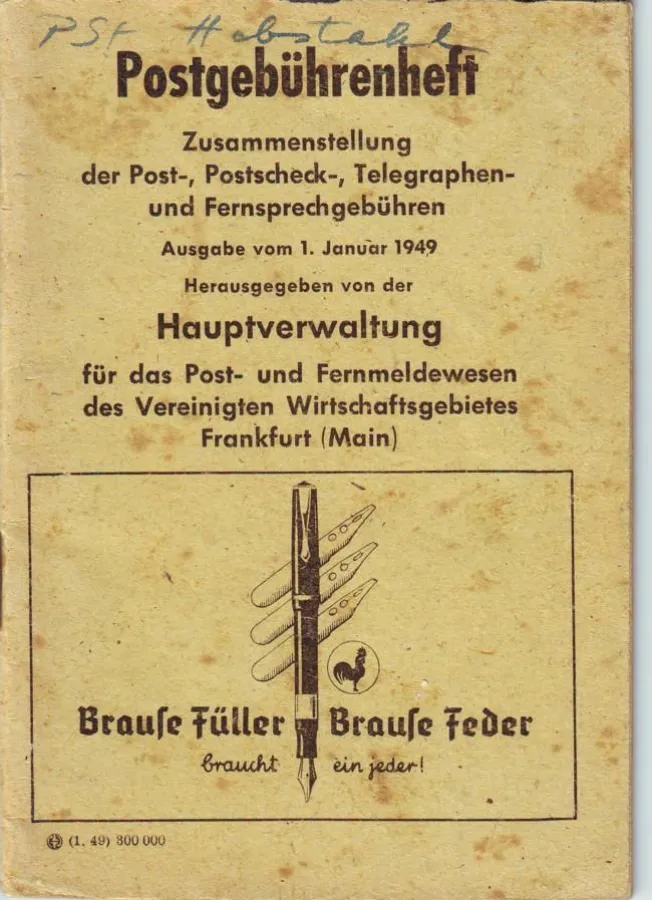 PSt Habstahl
Postgebührenheft
Zusammenstellung
der Post-, Postscheck-, Telegraphen-
und Fernsprechgebühren
Ausgabe vom 1. Januar 1949
Herausgegeben von der
Hauptverwaltung
für das Post- und Fernmeldewesen
des Vereinigten Wirtschaftsgebietes
Frankfurt (Main)
Brauſe Füller Brauſe Feder
braucht ein jeder!
(1. 49) 300 000